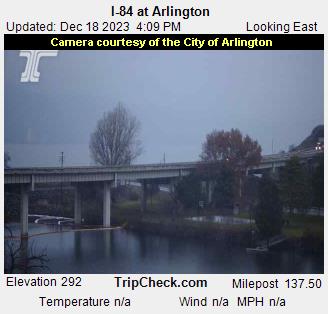 I-84 at Arlington
Updated: Dec 18 2023 4:09 PM Looking East
Camera courtesy of the City of Arlington
Elevation 292 TripCheck.com Milepost 137.50
Temperature n/a Wind n/a MPH n/a